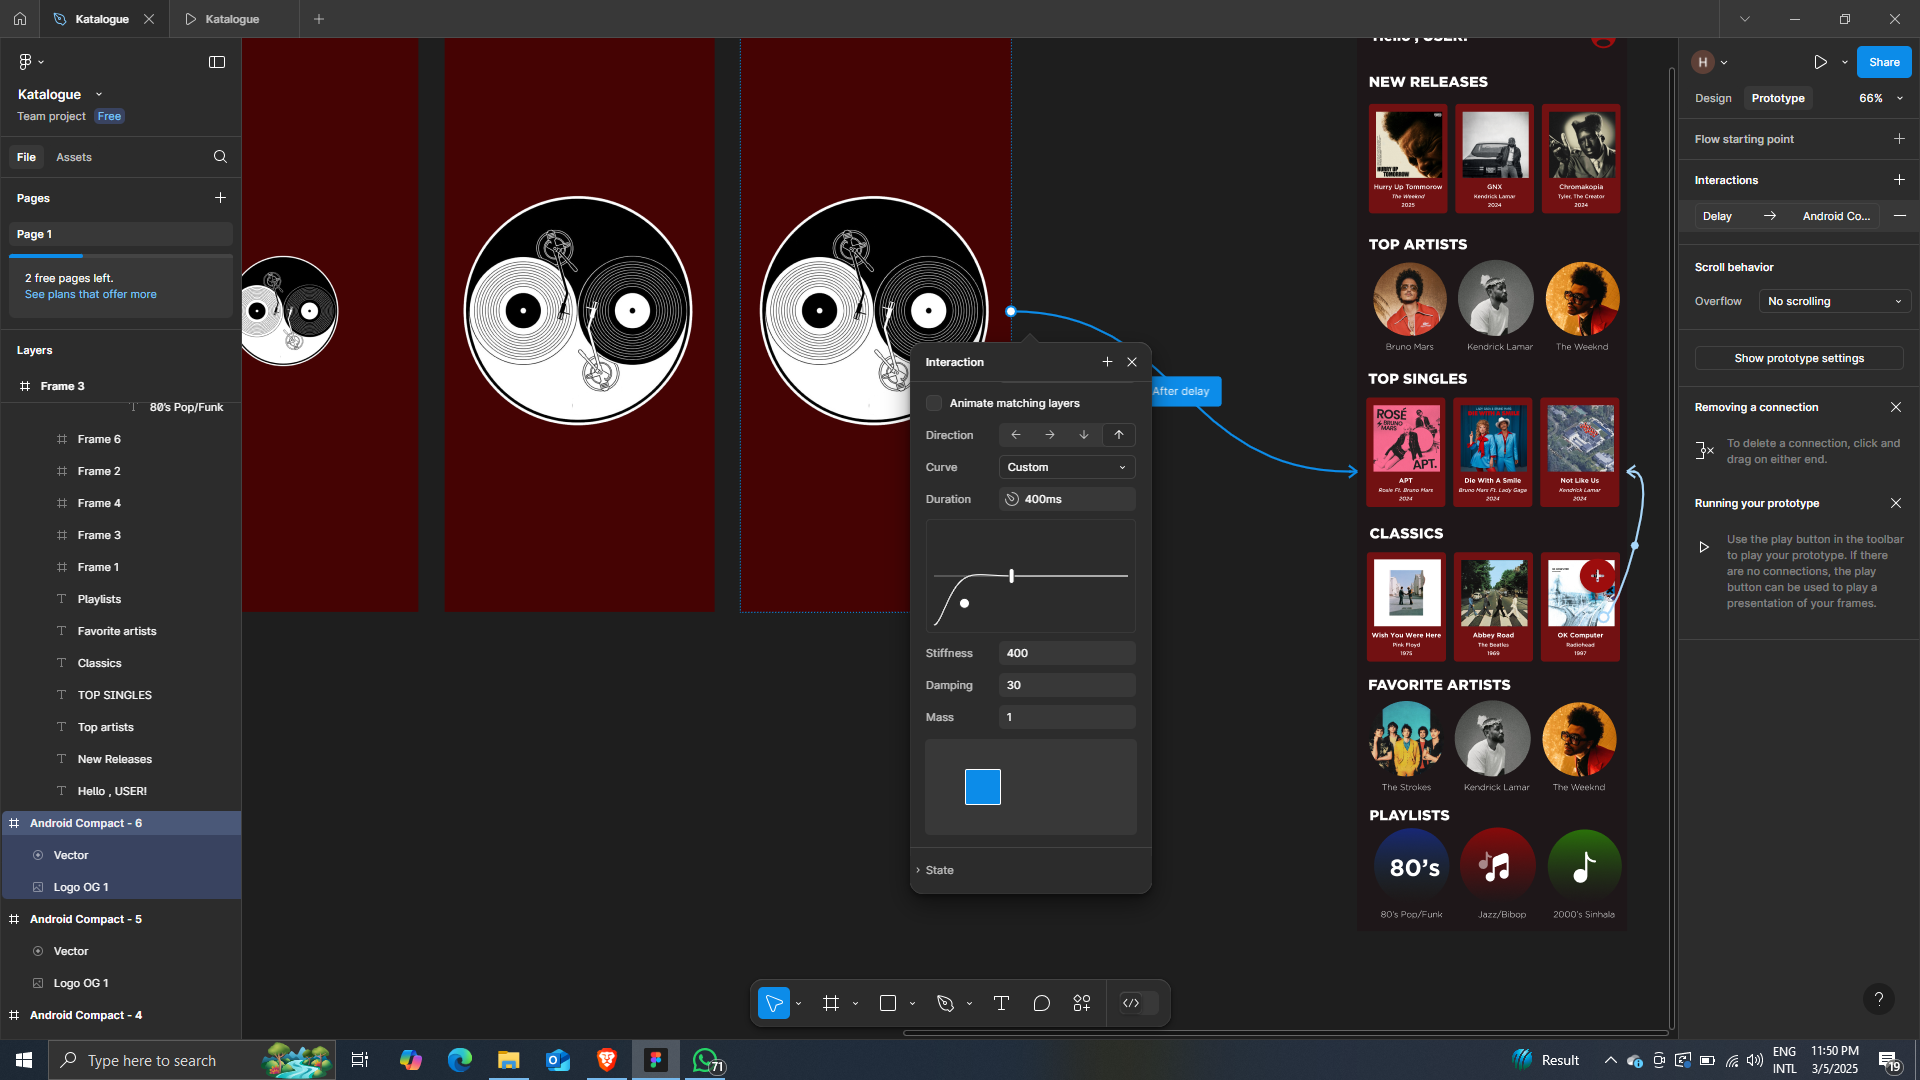 Katalogue
Katalogue
Katalogue
Team project Free
File Assets
Pages
Page 1
2 free pages left.
See plans that offer more
Layers
Frame 3
80's Pop/Funk
Frame 6
Frame 2
Frame 4
Frame 3
Frame 1
Playlists
Favorite artists
Classics
TOP SINGLES
Top artists
New Releases
Hello , USER!
Android Compact - 6
Vector
Logo OG 1
Android Compact - 5
Vector
Logo OG 1
Android Compact - 4
Interaction
Animate matching layers
Direction
Curve Custom
Duration 400ms
Stiffness 400
Damping 30
Mass 1
State
After delay
Hello , USER!
NEW RELEASES
HURRY UP
TOMORROW
Hurry Up Tommorow
The Weeknd
2025
GNX
Kendrick Lamar
2024
Chromakopia
Tyler, The Creator
2024
TOP ARTISTS
Bruno Mars
Kendrick Lamar
The Weeknd
TOP SINGLES
ROSÉ
BRUNO
MARS
APT.
APT
Rosie Ft. Bruno Mars
2024
Die With A Smile
Bruno Mars Ft. Lady Gaga
2024
Not Like Us
Kendrick Lamar
2024
CLASSICS
Wish You Were Here
Pink Floyd
1975
Abbey Road
The Beatles
1969
OK Computer
Radiohead
1997
FAVORITE ARTISTS
The Strokes
Kendrick Lamar
The Weeknd
PLAYLISTS
80's
80's Pop/Funk
Jazz/Bibop
2000's Sinhala
H
Share
Design Prototype 66%
Flow starting point
Interactions
Delay Android Co...
Scroll behavior
Overflow No scrolling
Show prototype settings
Removing a connection
To delete a connection, click and
drag on either end.
Running your prototype
Use the play button in the toolbar
to play your prototype. If there
are no connections, the play
button can be used to play a
presentation of your frames.
?
Type here to search
71
Result
ENG
INTL
11:50 PM
3/5/2025
19